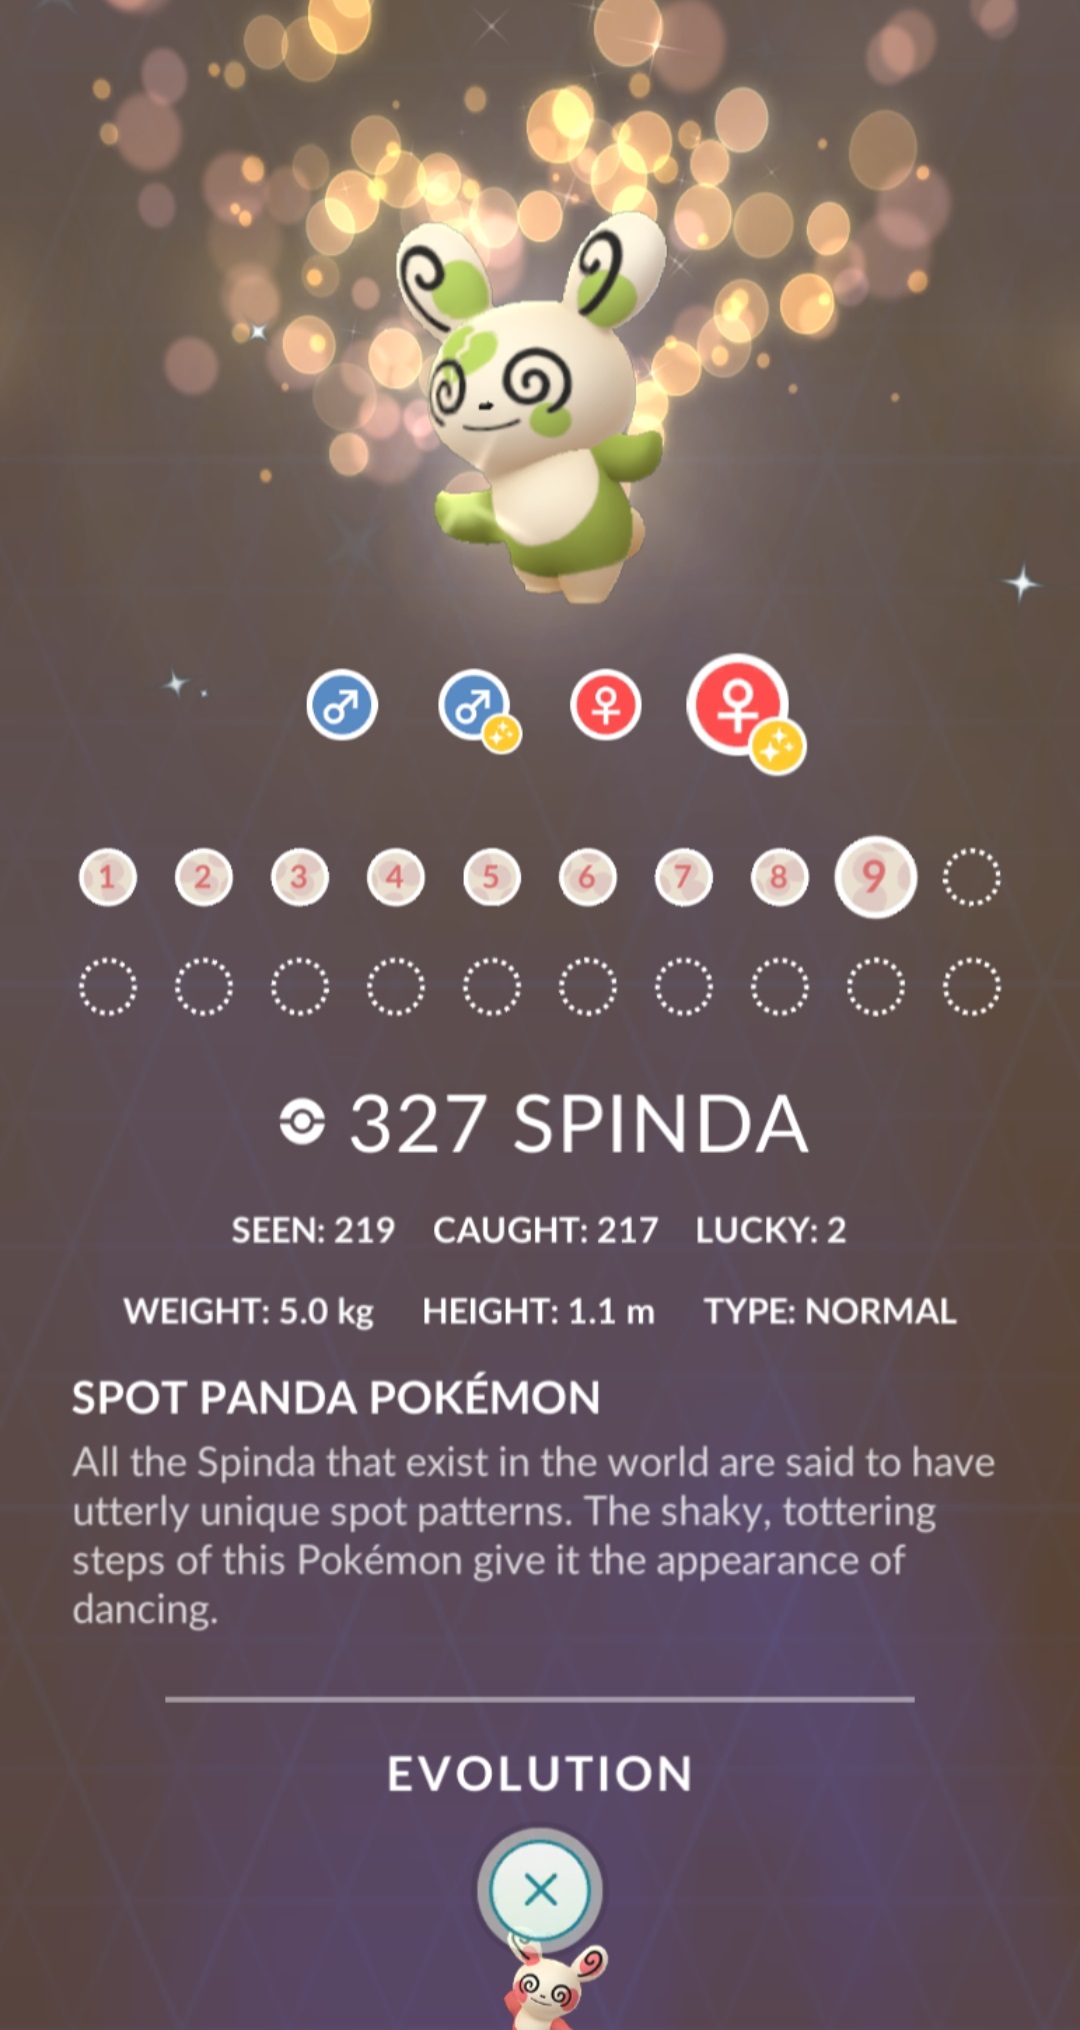 1 2 3 4 5 6 7 8 9
327 SPINDA
SEEN: 219 CAUGHT: 217 LUCKY: 2
WEIGHT: 5.0 kg HEIGHT: 1.1 m TYPE: NORMAL
SPOT PANDA POKÉMON
All the Spinda that exist in the world are said to have
utterly unique spot patterns. The shaky, tottering
steps of this Pokémon give it the appearance of
dancing.
EVOLUTION